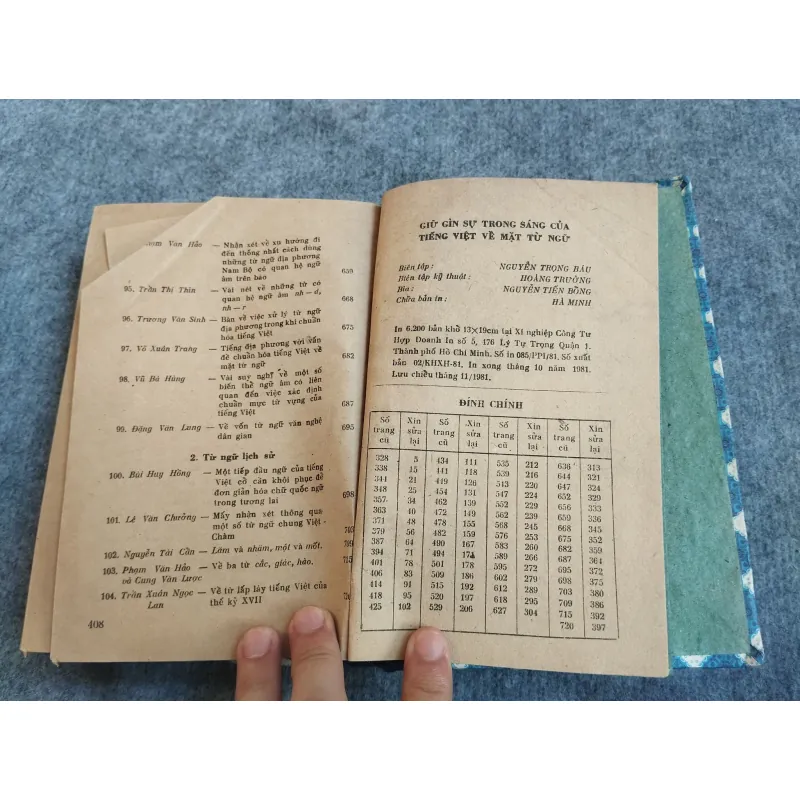 Văn Hảo — Nhận xét về xu hướng đi
đến thống nhất cách dùng
những từ ngữ địa phương
Nam Bộ có quan hệ ngữ
âm trên báo 659
95. Trần Thị Thìn — Vài nét về những từ có
quan hệ ngữ âm nh — d,
nh — r 668
96. Trương Văn Sinh — Bàn về việc xử lý từ ngữ
địa phương trong khi chuẩn
hóa tiếng Việt 675
97. Võ Xuân Trang — Tiếng địa phương với vấn
đề chuẩn hóa tiếng Việt về
mặt từ ngữ 682
98. Vũ Bá Hùng — Vài suy nghĩ về một số
biến thể ngữ âm có liên
quan đến việc xác định
chuẩn mực từ vựng của
tiếng Việt 687
99. Đặng Văn Lung — Về vốn từ ngữ văn nghệ
dân gian 695
2. Từ ngữ lịch sử
100. Bùi Huy Hồng — Một tiếp đầu ngữ của tiếng
Việt cổ cần khôi phục để
đơn giản hóa chữ quốc ngữ
trong tương lai 698
101. Lê Văn Chưởng — Mấy nhận xét thông qua
một số từ ngữ chung Việt -
Chàm 703
102. Nguyễn Tài Cẩn — Lăm và nhăm, một và mốt. 709
103. Phạm Văn Hảo — Về ba từ các, giác, hào. 715
và Cung Văn Lược
104. Trần Xuân Ngọc — Về từ lấp láy tiếng Việt của
Lan thế kỷ XVII
408
GIỮ GÌN SỰ TRONG SÁNG CỦA
TIẾNG VIỆT VỀ MẶT TỪ NGỮ
Biên tập : NGUYỄN TRỌNG BÁU
Biên tập kỹ thuật : HOÀNG TRƯỜNG
Bìa : NGUYỄN TIẾN BỒNG
Chữa bản in : HÀ MINH
In 6.200 bản khổ 13×19cm tại Xí nghiệp Công Tư
Hợp Doanh In số 5, 176 Lý Tự Trọng Quận 1.
Thành phố Hồ Chí Minh. Số in 085/PPI/81. Số xuất
bản 02/KHXH-81. In xong tháng 10 năm 1981.
Lưu chiểu tháng 11/1981.
ĐÍNH CHÍNH
Số trang cũ Xin sửa lại Số trang cũ Xin sửa lại Số trang cũ Xin sửa lại Số trang cũ Xin sửa lại
328 5 434 111 535 212 636 313
338 15 441 118 539 216 644 321
344 21 449 126 513 220 647 324
348 25 454 131 547 224 652 329
357 34 462 139 552 229 656 333
363 40 472 149 562 239 659 336
371 48 478 155 568 245 668 345
379 56 482 159 576 253 675 352
387 64 490 167 583 260 682 359
394 71 494 171 589 266 687 364
401 78 501 178 595 272 695 372
406 83 509 186 602 279 698 375
414 91 515 192 612 289 703 380
418 95 520 197 618 295 709 386
425 102 529 206 627 304 715 392
720 397